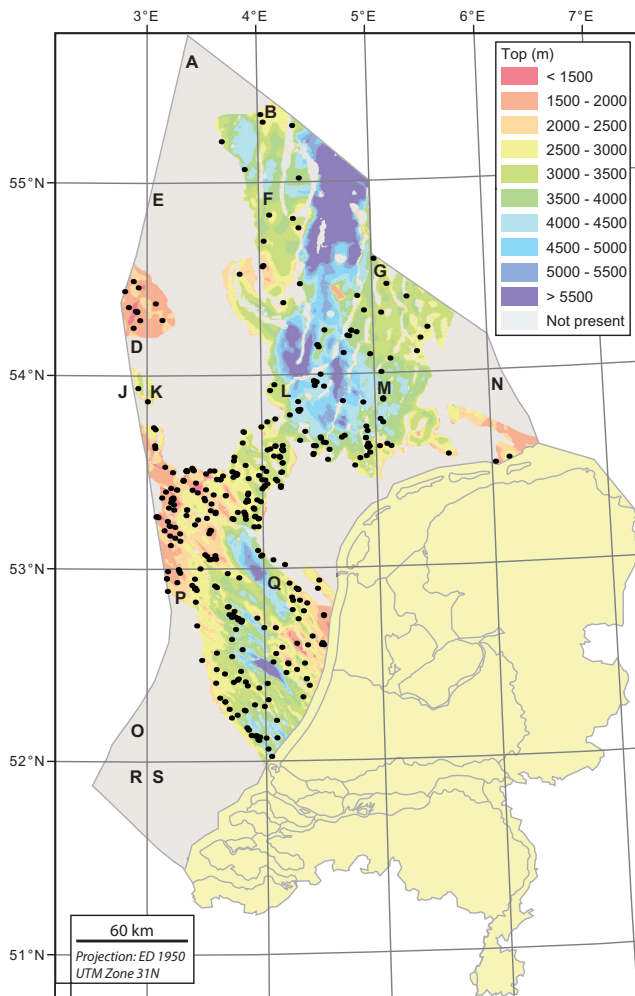 3°E 4°E 5°E 6°E 7°E
Top (m)
< 1500
1500 - 2000
2000 - 2500
2500 - 3000
3000 - 3500
3500 - 4000
4000 - 4500
4500 - 5000
5000 - 5500
> 5500
Not present
A
B
55°N
E F
G
D
54°N
J K L M N
53°N
P Q
O
52°N
R S
60 km
Projection: ED 1950
UTM Zone 31N
51°N